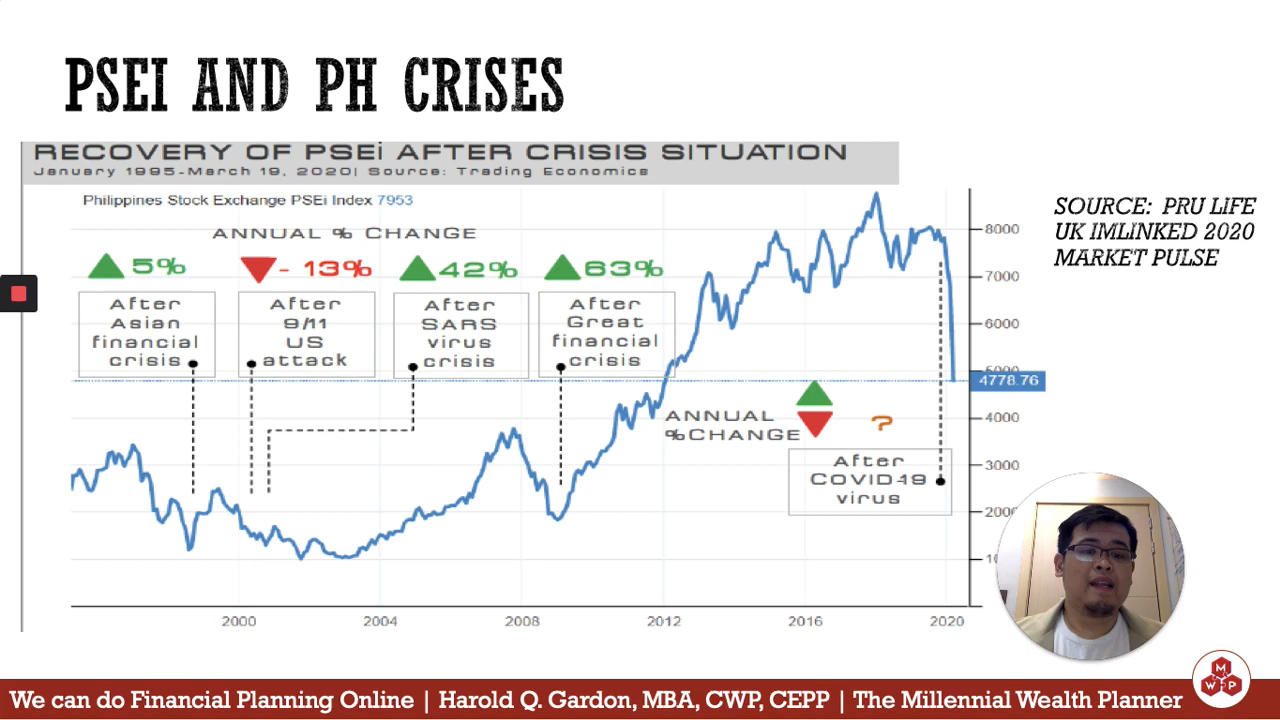 PSEI AND PH CRISES
RECOVERY OF PSEi AFTER CRISIS SITUATION
January 1995-March 19, 2020| Source: Trading Economics
Philippines Stock Exchange PSEi Index 7953
ANNUAL % CHANGE
5%
- 13%
42%
63%
After
Asian
financial
crisis
After
9/11
US
attack
After
SARS
virus
crisis
After
Great
financial
crisis
8000
7000
6000
5000
4778.76
4000
3000
2000
ANNUAL
%CHANGE
?
After
COVID-19
virus
2000
2004
2008
2012
2016
2020
SOURCE: PRU LIFE
UK IMLINKED 2020
MARKET PULSE
M
W P
We can do Financial Planning Online | Harold Q. Gardon, MBA, CWP, CEPP | The Millennial Wealth Planner